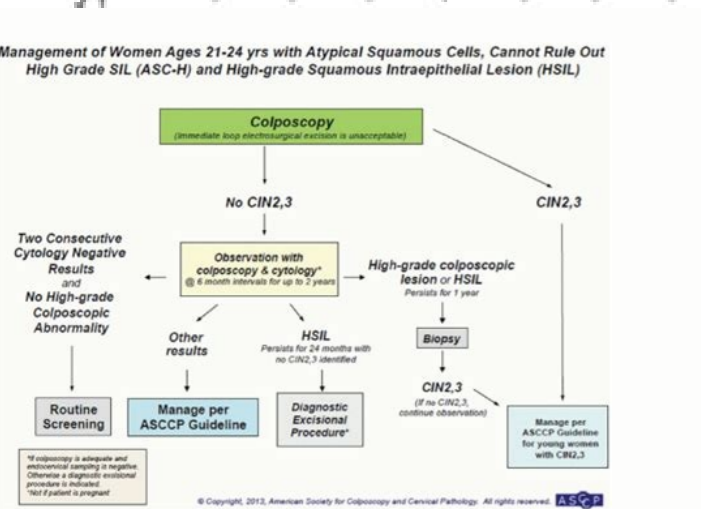 Management of Women Ages 21-24 yrs with Atypical Squamous Cells, Cannot Rule Out
High Grade SIL (ASC-H) and High-grade Squamous Intraepithelial Lesion (HSIL)
Colposcopy
(Immediate loop electrosurgical excision is unacceptable)
No CIN2,3
CIN2,3
Two Consecutive
Cytology Negative
Results
and
No High-grade
Colposcopic
Abnormality
Observation with
colposcopy & cytology*
@ 6 month intervals for up to 2 years
High-grade colposcopic
lesion or HSIL
Persists for 1 year
Other
results
HSIL
Persists for 24 months with
no CIN2,3 identified
Biopsy
CIN2,3
(If no CIN2,3,
continue observation)
Routine
Screening
Manage per
ASCCP Guideline
Diagnostic
Excisional
Procedure+
Manage per
ASCCP Guideline
for young women
with CIN2,3
*If colposcopy is adequate and
endocervical sampling is negative.
Otherwise a diagnostic excisional
procedure is indicated.
+Not if patient is pregnant
© Copyright, 2013, American Society for Colposcopy and Cervical Pathology. All rights reserved.
ASCCP